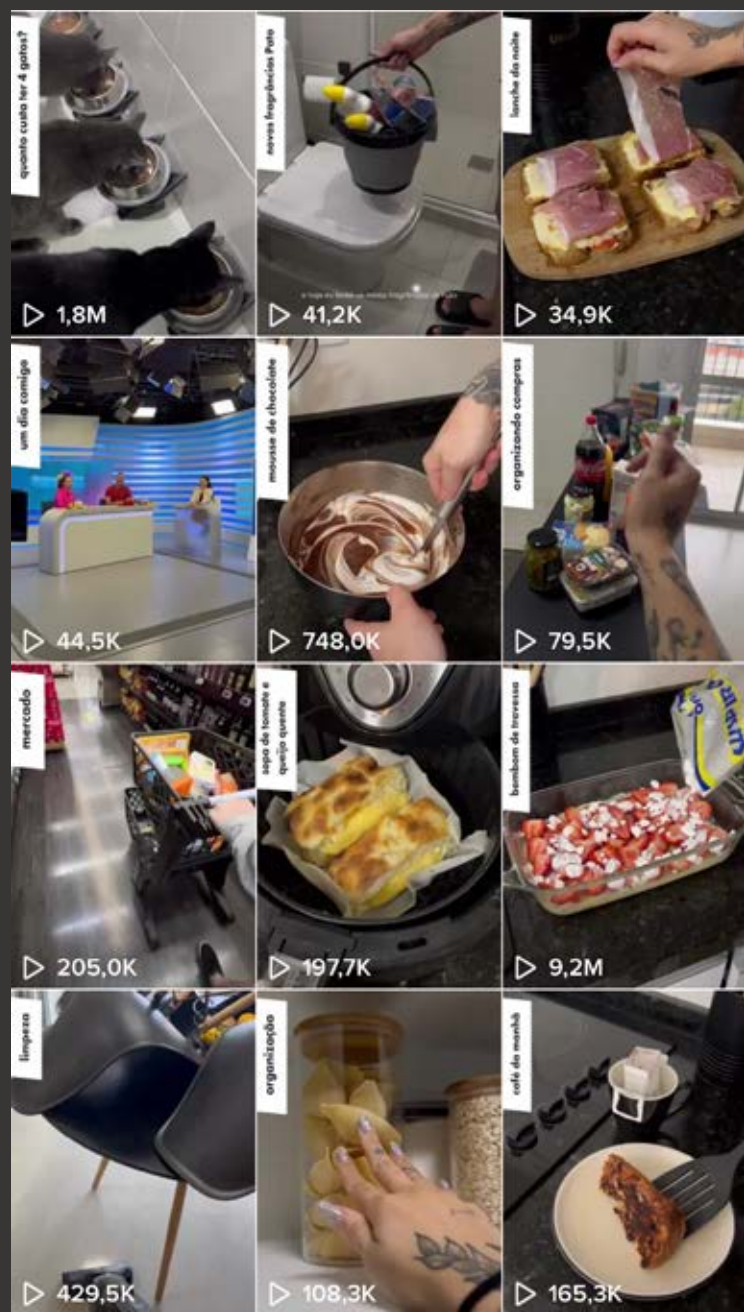 quanto custa ter 4 gatos?
1,8M
novas fragrâncias Pato
41,2K
lanche da noite
34,9K
um dia comigo
44,5K
mousse de chocolate
748,0K
organizando compras
79,5K
mercado
205,0K
sopa de tomate e
queijo quente
197,7K
bombom de travessa
9,2M
limpeza
429,5K
organização
108,3K
café da manhã
165,3K